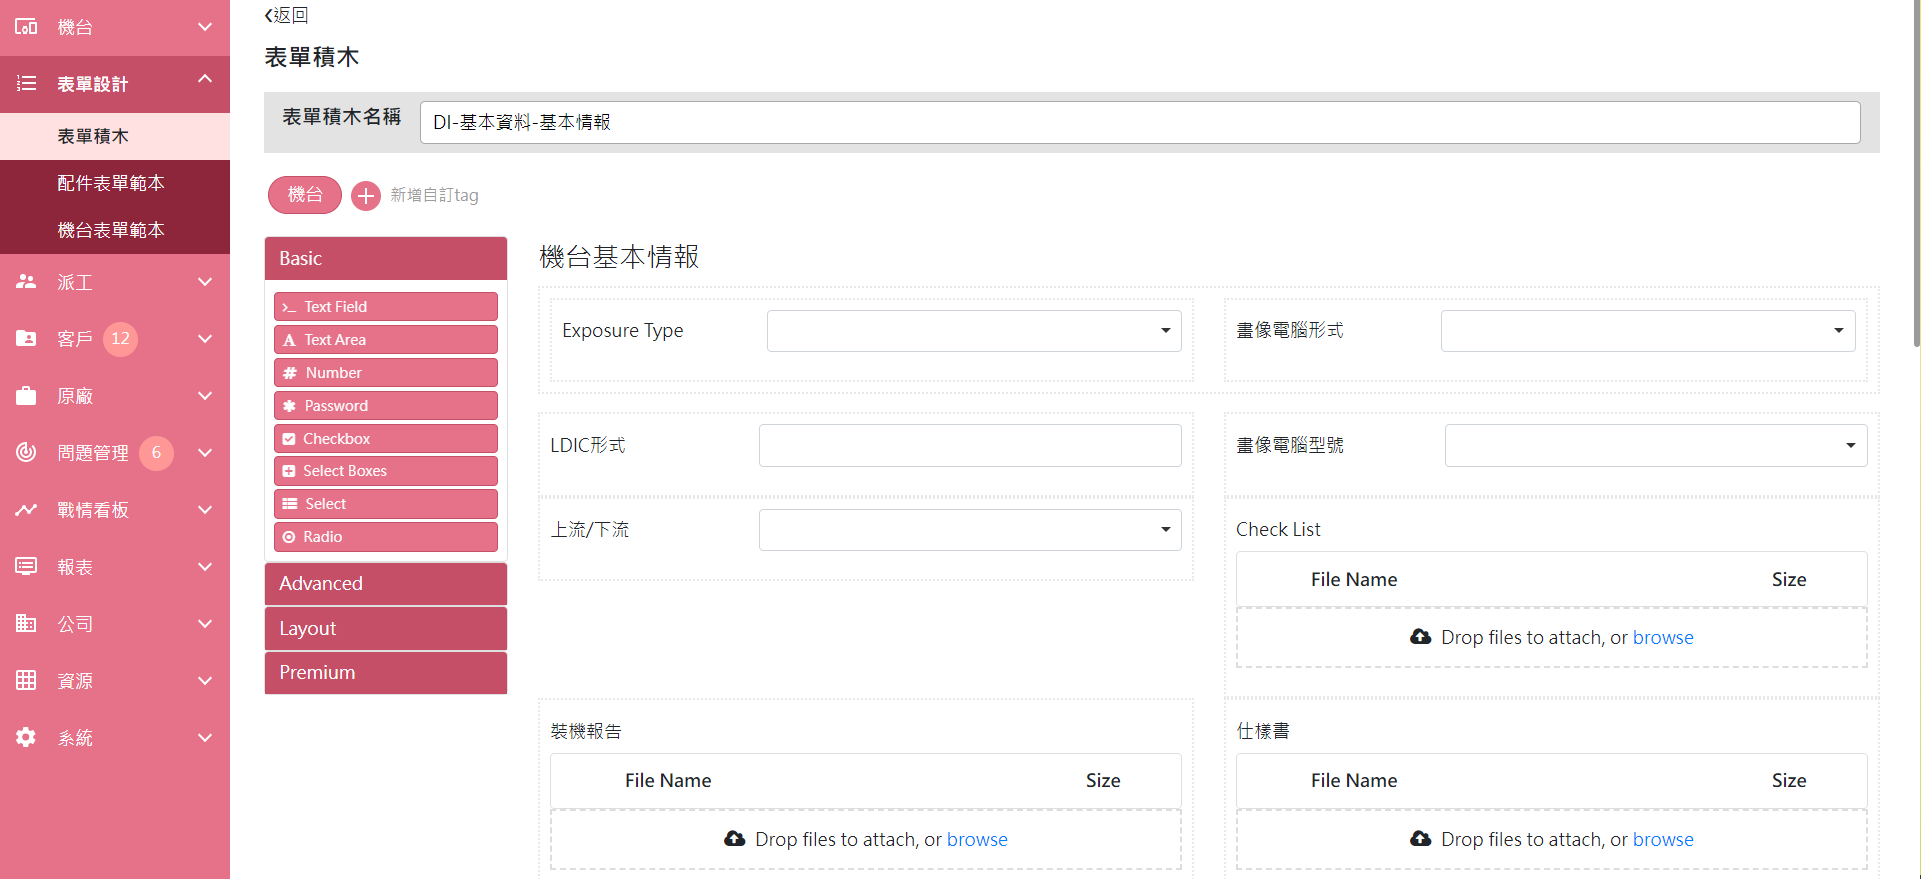 機台
表單設計
表單積木
配件表單範本
機台表單範本
派工
客戶 12
原廠
問題管理 6
戰情看板
報表
公司
資源
系統
返回
表單積木
表單積木名稱 DI-基本資料-基本情報
機台 新增自訂tag
Basic
Text Field
Text Area
Number
Password
Checkbox
Select Boxes
Select
Radio
Advanced
Layout
Premium
機台基本情報
Exposure Type 畫像電腦形式
LDIC形式 畫像電腦型號
上流/下流 Check List
File Name Size
Drop files to attach, or browse
裝機報告 仕樣書
File Name Size File Name Size
Drop files to attach, or browse Drop files to attach, or browse